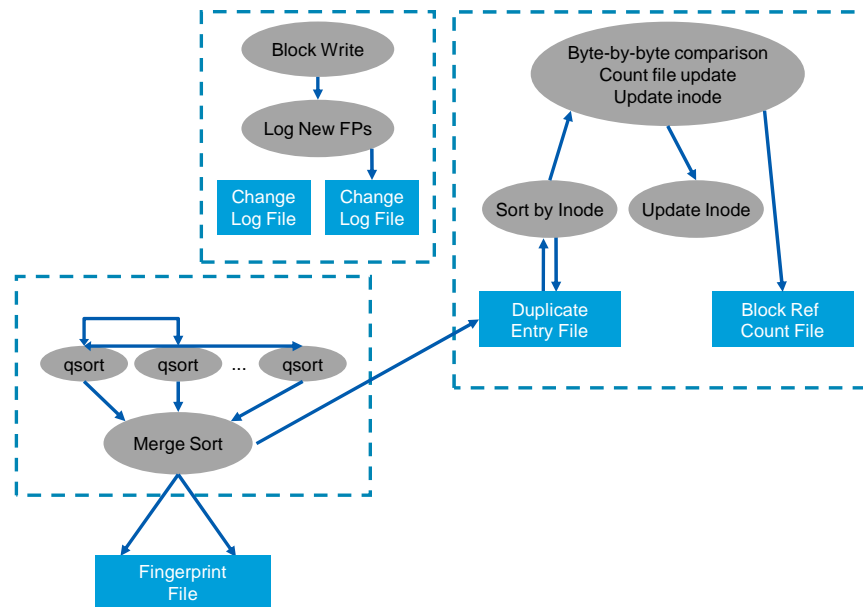 Block Write
Log New FPs
Change
Log File
Change
Log File
Byte-by-byte comparison
Count file update
Update inode
Sort by Inode
Update Inode
Duplicate
Entry File
Block Ref
Count File
qsort
qsort
...
qsort
Merge Sort
Fingerprint
File